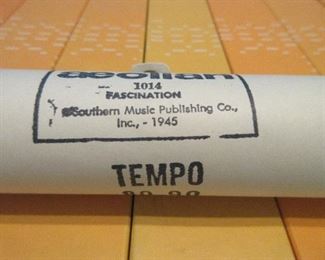 aeolian
1014
FASCINATION
Southern Music Publishing Co.,
Inc., - 1945
TEMPO